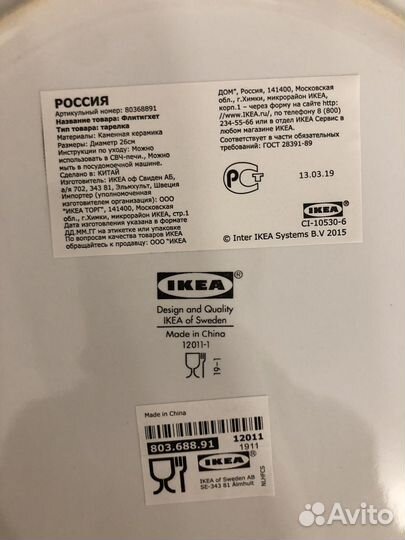 РОССИЯ
Артикульный номер: 80368891
Название товара: Флитигхет
Тип товара: тарелка
Материалы: Каменная керамика
Размеры: Диаметр 26см
Инструкции по уходу: Можно
использовать в СВЧ-печи., Можно
мыть в посудомоечной машине.
Сделано в: КИТАЙ
Изготовитель: ИКЕА оф Свиден АБ,
а/я 702, 343 81, Эльмхульт, Швеция
Импортер (уполномоченная
изготовителем организация): ООО
"ИКЕА ТОРГ", 141400, Московская
обл., г.Химки, микрорайон ИКЕА, стр.1
Дата изготовления указана в формате
ДД.ММ.ГГ на этикетке или упаковке
По вопросам качества товаров можно
обращаться к продавцу: ООО "ИКЕА
ДОМ", Россия, 141400, Московская
обл., г.Химки, микрорайон ИКЕА,
корп.1 - через форму на сайте http:
//www.IKEA.ru/, по телефону 8 (800)
234-55-66 или в отдел ИКЕА Сервис в
любом магазине ИКЕА.
Соответствует в части обязательных
требований: ГОСТ 28391-89
РСТ
13.03.19
IKEA
CI-10530-6
© Inter IKEA Systems B.V 2015
IKEA®
Design and Quality
IKEA of Sweden
Made in China
12011-1
19-1
Made in China
803.688.91
12011
1911
IKEA®
IKEA of Sweden AB
SE-343 81 Älmhult
NLHFCS
Avito